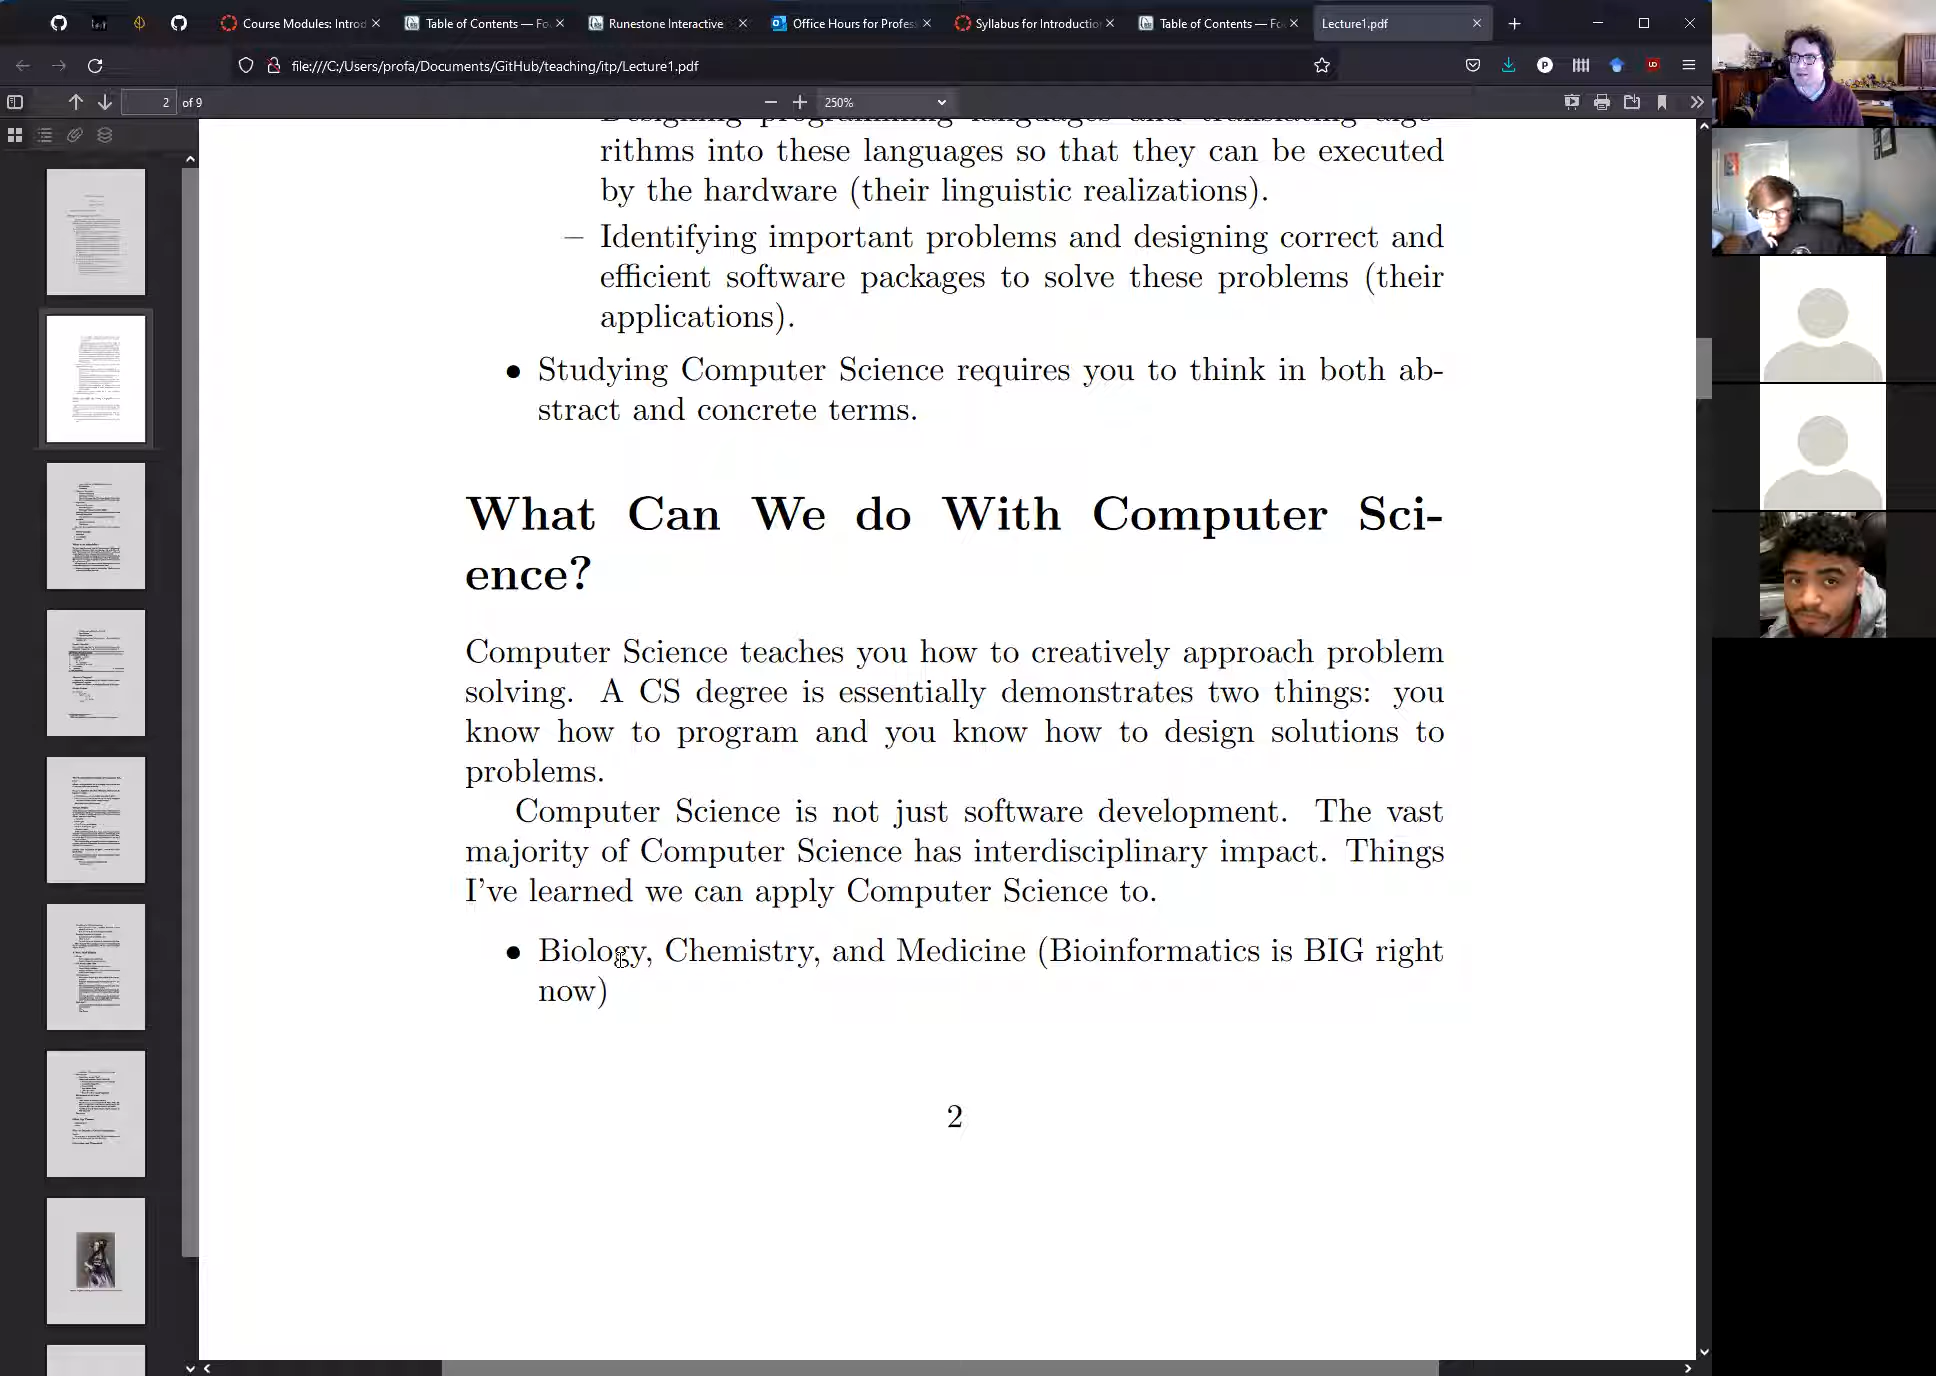 Course Modules: Introd
Table of Contents — Fo
Runestone Interactive
Office Hours for Profes
Syllabus for Introduction
Table of Contents — Fo
Lecture1.pdf
file:///C:/Users/profa/Documents/GitHub/teaching/itp/Lecture1.pdf
2 of 9
250%
Designing programming languages and translating algo-
rithms into these languages so that they can be executed
by the hardware (their linguistic realizations).
– Identifying important problems and designing correct and
efficient software packages to solve these problems (their
applications).
• Studying Computer Science requires you to think in both ab-
stract and concrete terms.
What Can We do With Computer Sci-
ence?
Computer Science teaches you how to creatively approach problem
solving. A CS degree is essentially demonstrates two things: you
know how to program and you know how to design solutions to
problems.
Computer Science is not just software development. The vast
majority of Computer Science has interdisciplinary impact. Things
I've learned we can apply Computer Science to.
• Biology, Chemistry, and Medicine (Bioinformatics is BIG right
now)
2